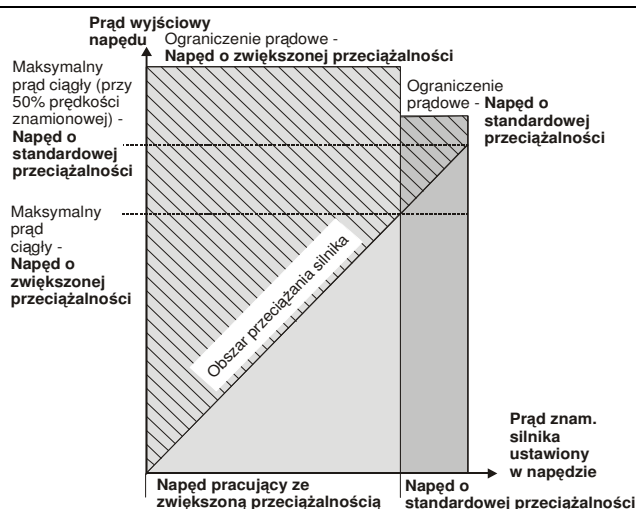 Prąd wyjściowy
napędu
Ograniczenie prądowe -
Napęd o zwiększonej przeciążalności
Maksymalny
prąd ciągły (przy
50% prędkości
znamionowej) -
Napęd o
standardowej
przeciążalności
Ograniczenie
prądowe - Napęd o
standardowej
przeciążalności
Maksymalny
prąd
ciągły -
Napęd o
zwiększonej
przeciążalności
Obszar przeciążania silnika
Prąd znam.
silnika
ustawiony
w napędzie
Napęd pracujący ze
zwiększoną przeciążalnością
Napęd o
standardowej przeciążalności